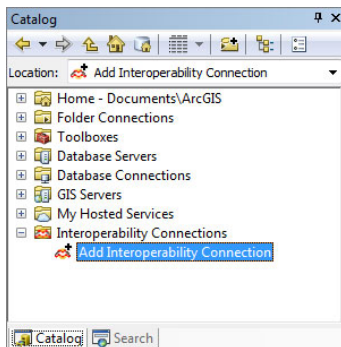 Catalog
Location: Add Interoperability Connection
Home - Documents\ArcGIS
Folder Connections
Toolboxes
Database Servers
Database Connections
GIS Servers
My Hosted Services
Interoperability Connections
Add Interoperability Connection
Catalog Search